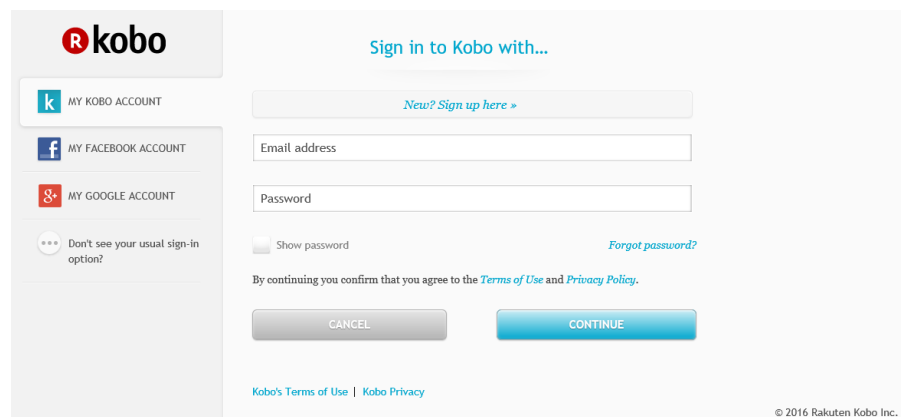 R kobo
MY KOBO ACCOUNT
MY FACEBOOK ACCOUNT
MY GOOGLE ACCOUNT
Don't see your usual sign-in
option?
Sign in to Kobo with...
New? Sign up here »
Email address
Password
Show password
Forgot password?
By continuing you confirm that you agree to the Terms of Use and Privacy Policy.
CANCEL
CONTINUE
Kobo's Terms of Use | Kobo Privacy
© 2016 Rakuten Kobo Inc.